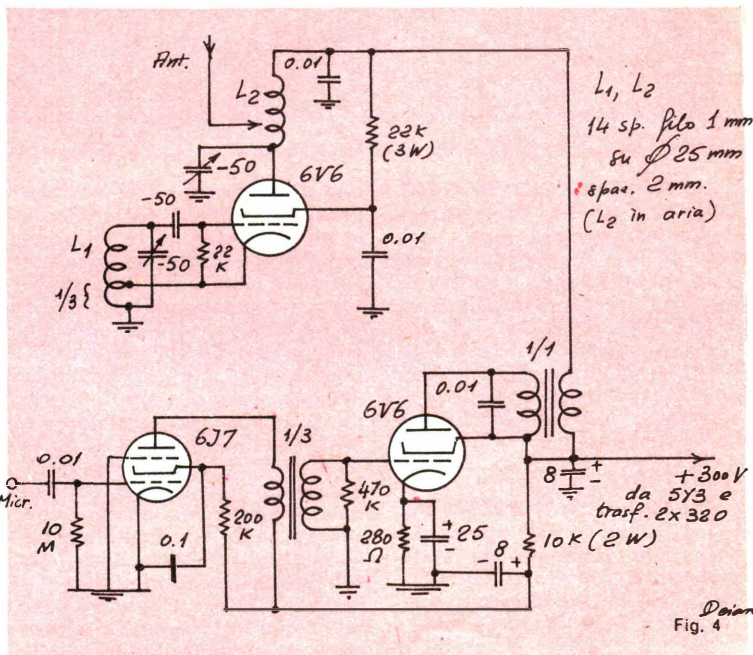 Ant.
0.01
L2
22K
(3W)
-50
6V6
-50
L1
-50
22
K
0.01
1/3{
L1, L2
14 sp. filo 1 mm
su Ø 25 mm
spaz. 2 mm.
(L2 in aria)
1/1
0.01
6V6
6J7
1/3
0.01
Micr.
10
M
0.1
200
K
470
K
280
Ω
+
25
-
- 8 +
8
+
-
+300V
da 5Y3 e
trasf. 2x320
10K (2W)
Fig. 4